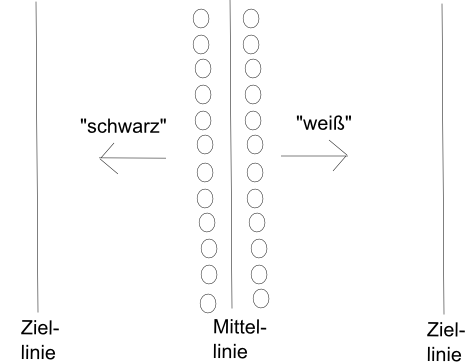 "schwarz"
"weiß"
Ziel-
linie
Mittel-
linie
Ziel-
linie